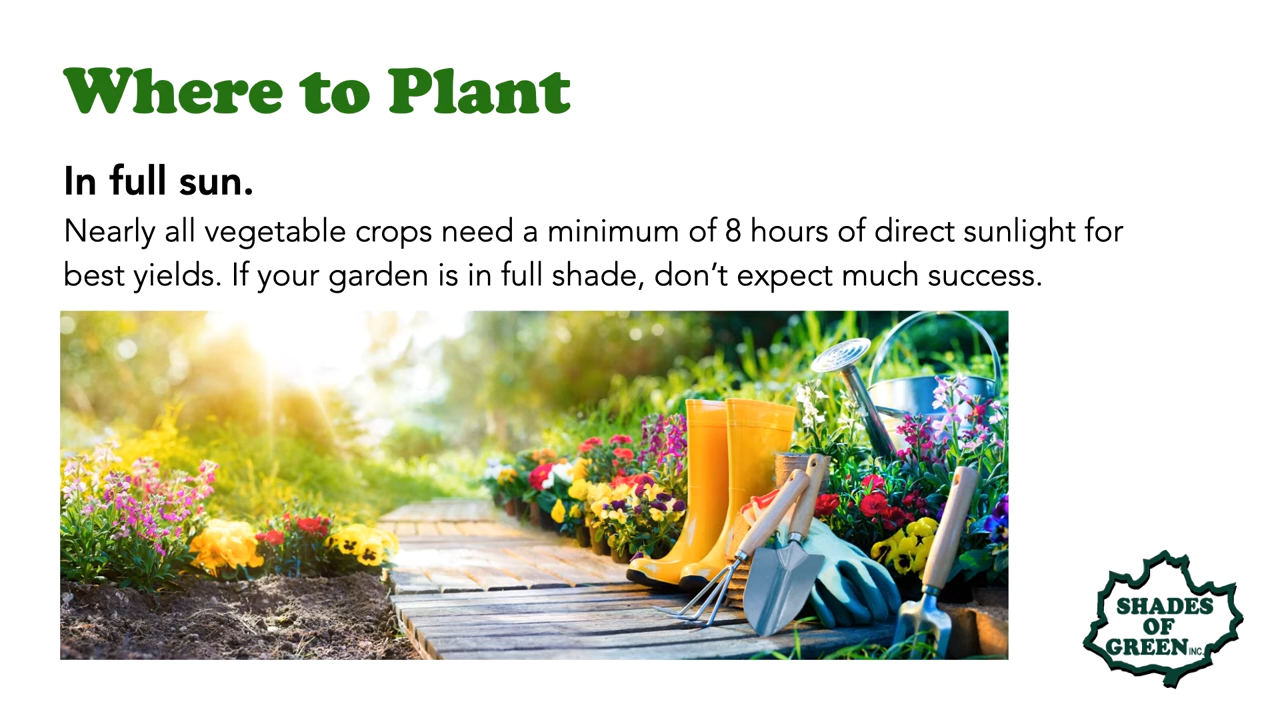 Where to Plant
In full sun.
Nearly all vegetable crops need a minimum of 8 hours of direct sunlight for
best yields. If your garden is in full shade, don’t expect much success.
SHADES
OF
GREEN INC.